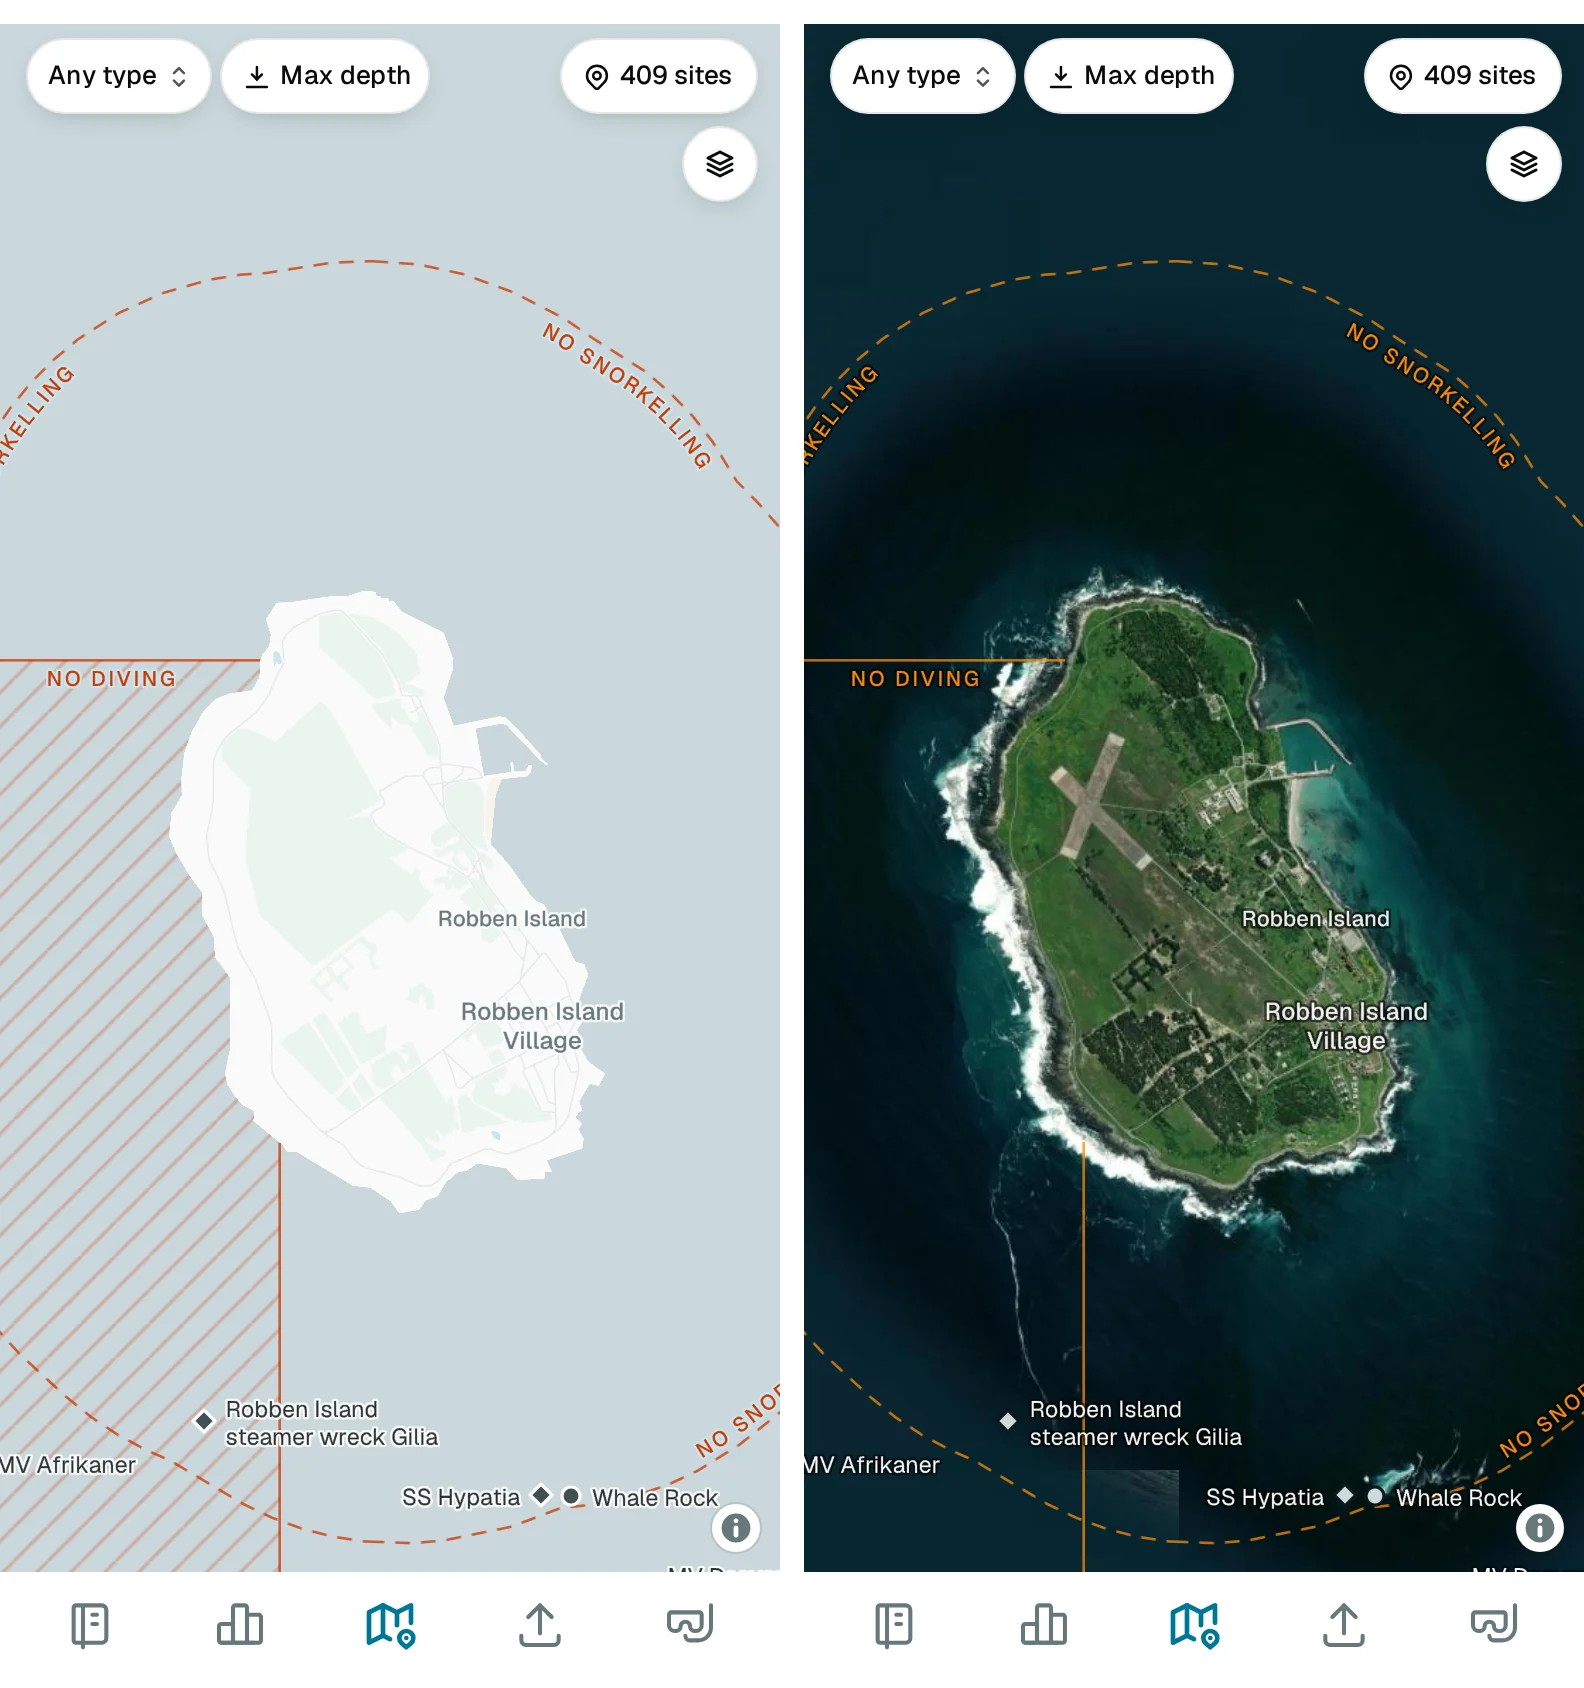 Any type
Max depth
409 sites
NO SNORKELLING
RKELLING
NO DIVING
Robben Island
Robben Island
Village
Robben Island
steamer wreck Gilia
NO SNO
MV Afrikaner
SS Hypatia
Whale Rock
Any type
Max depth
409 sites
NO SNORKELLING
RKELLING
NO DIVING
Robben Island
Robben Island
Village
Robben Island
steamer wreck Gilia
NO SNO
MV Afrikaner
SS Hypatia
Whale Rock